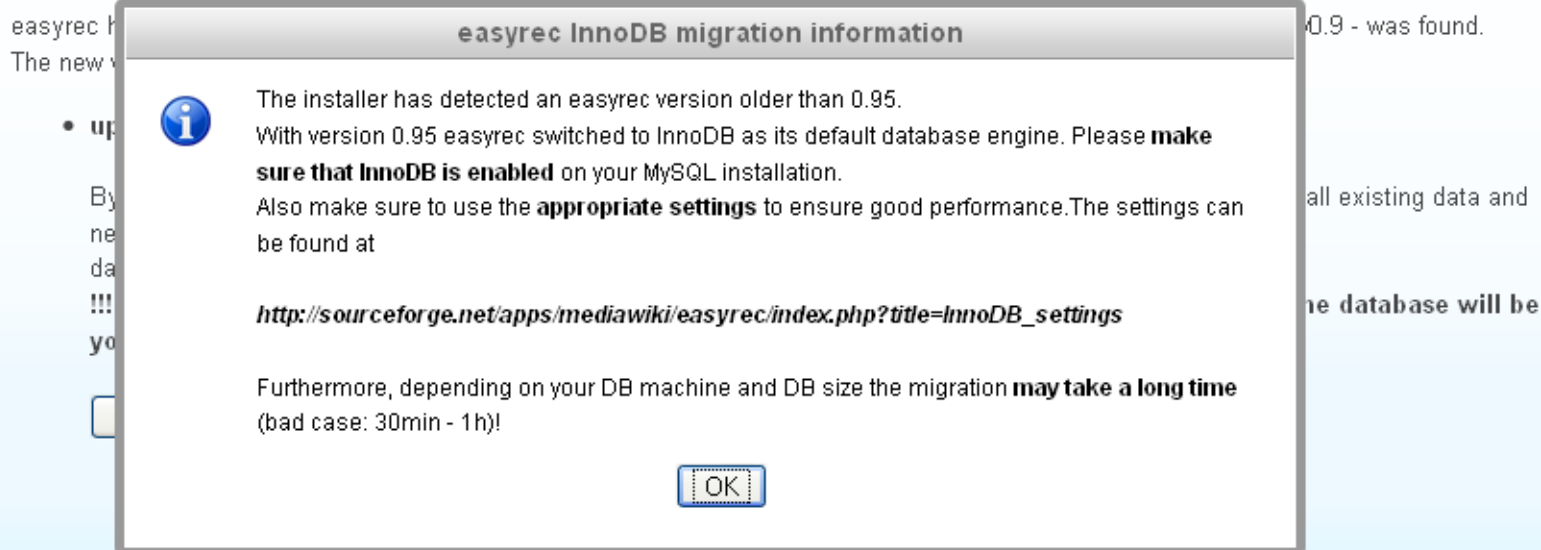 easyrec InnoDB migration information
easyrec
0.9 - was found.
The new
The installer has detected an easyrec version older than 0.95.
With version 0.95 easyrec switched to InnoDB as its default database engine. Please make
sure that InnoDB is enabled on your MySQL installation.
Also make sure to use the appropriate settings to ensure good performance.The settings can
be found at
http://sourceforge.net/apps/mediawiki/easyrec/index.php?title=InnoDB_settings
Furthermore, depending on your DB machine and DB size the migration may take a long time
(bad case: 30min - 1h)!
OK
• up
By
all existing data and
ne
da
!!!
database will be
yo